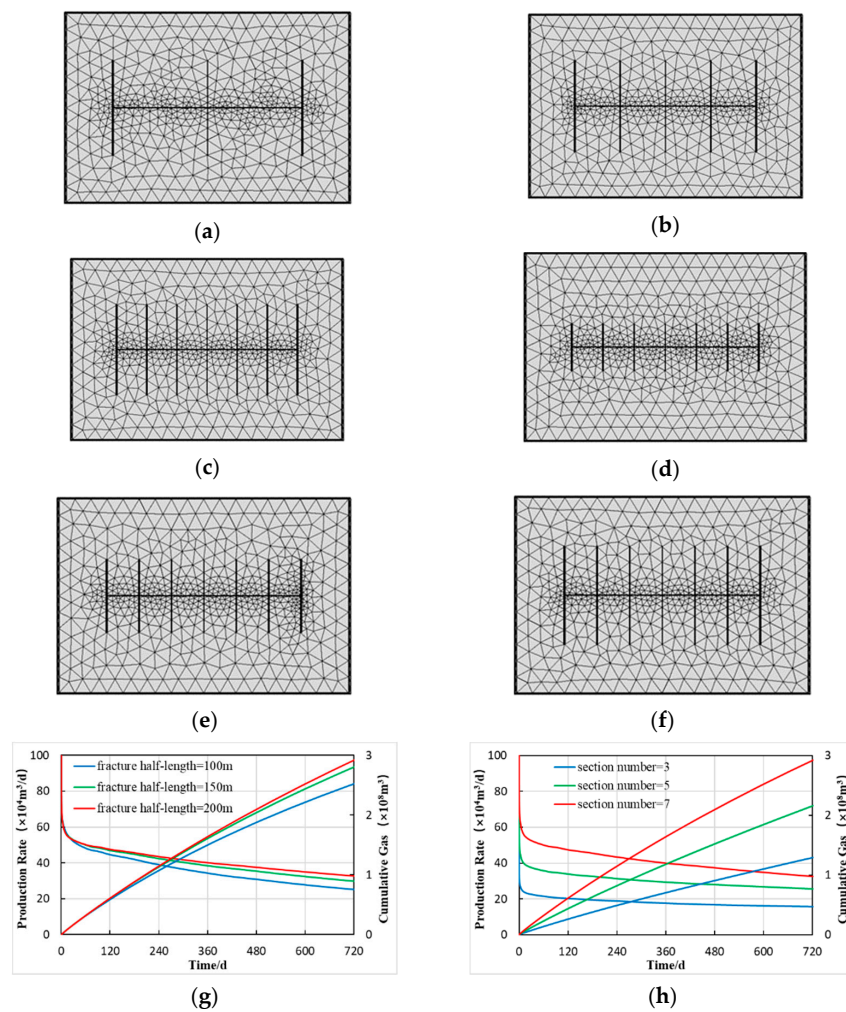 (a)
(b)
(c)
(d)
(e)
(f)
100
80
60
40
20
0
Production Rate (×10⁴m³/d)
fracture half-length=100m
fracture half-length=150m
fracture half-length=200m
3
2
1
0
Cumulative Gas (×10⁸m³)
0 120 240 360 480 600 720
Time/d
(g)
100
80
60
40
20
0
Production Rate (×10⁴m³/d)
section number=3
section number=5
section number=7
3
2
1
0
Cumulative Gas (×10⁸m³)
0 120 240 360 480 600 720
Time/d
(h)